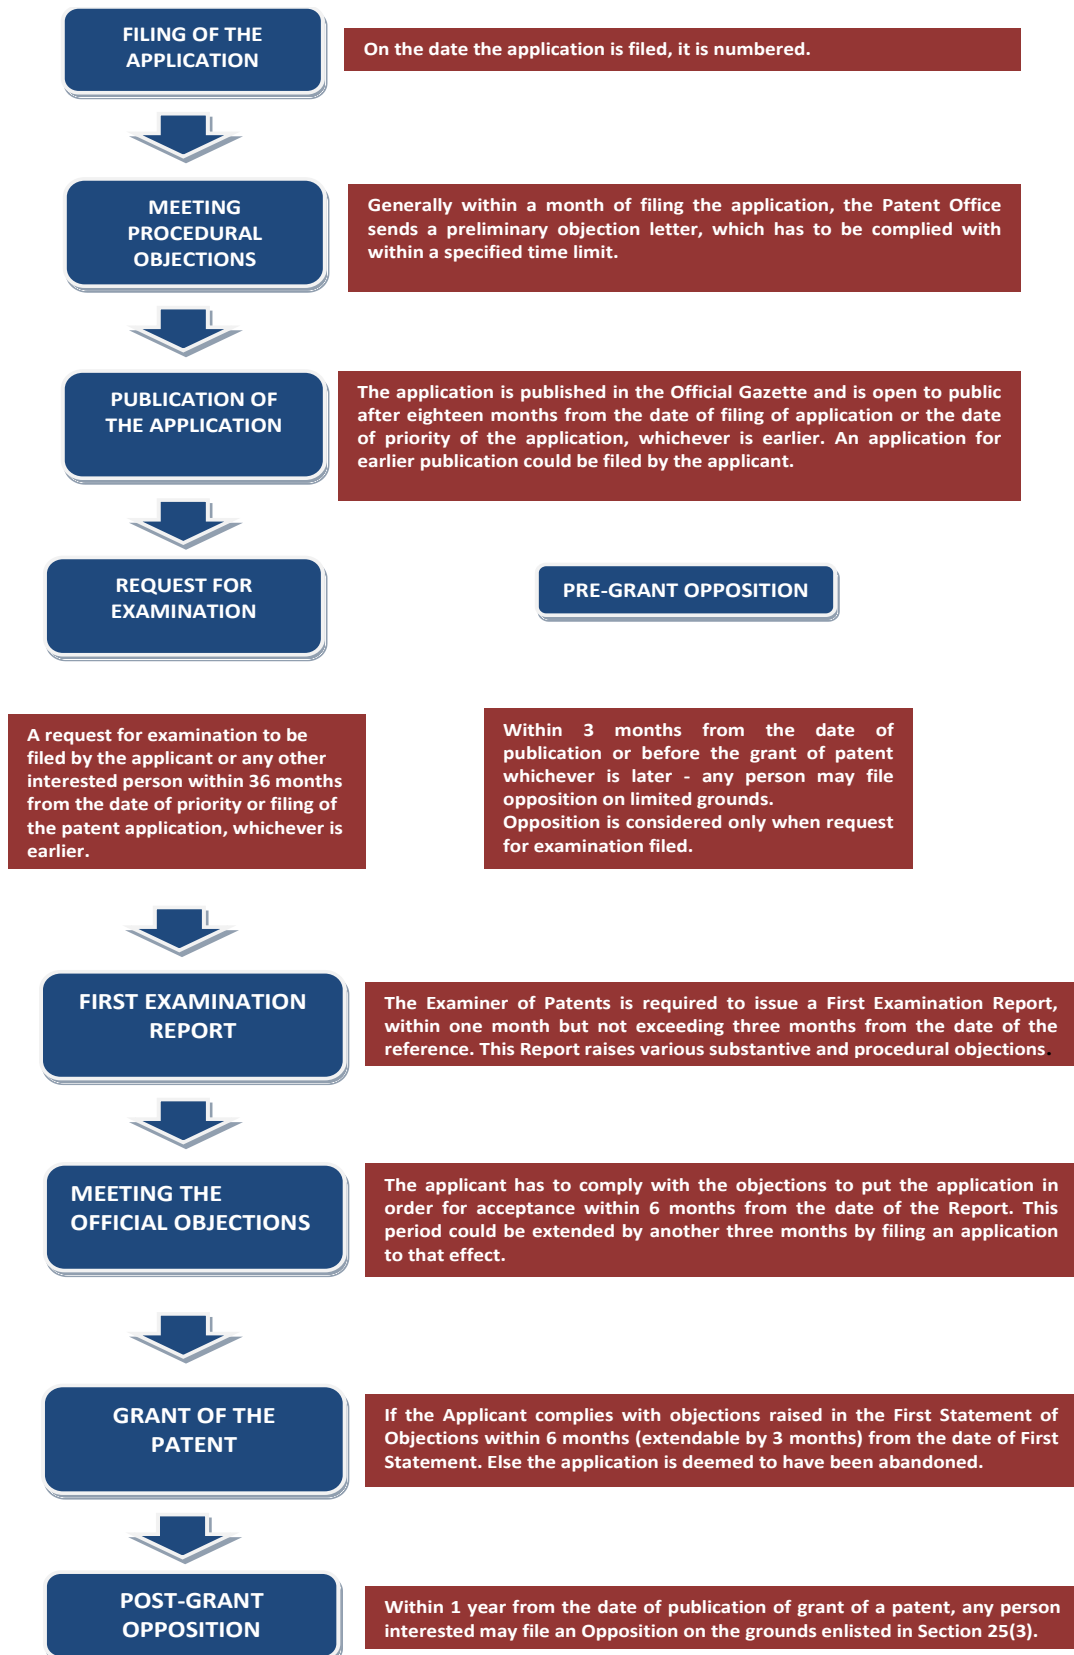 FILING OF THE
APPLICATION
On the date the application is filed, it is numbered.
MEETING
PROCEDURAL
OBJECTIONS
Generally within a month of filing the application, the Patent Office
sends a preliminary objection letter, which has to be complied with
within a specified time limit.
PUBLICATION OF
THE APPLICATION
The application is published in the Official Gazette and is open to public
after eighteen months from the date of filing of application or the date
of priority of the application, whichever is earlier. An application for
earlier publication could be filed by the applicant.
REQUEST FOR
EXAMINATION
PRE-GRANT OPPOSITION
A request for examination to be
filed by the applicant or any other
interested person within 36 months
from the date of priority or filing of
the patent application, whichever is
earlier.
Within 3 months from the date of
publication or before the grant of patent
whichever is later - any person may file
opposition on limited grounds.
Opposition is considered only when request
for examination filed.
FIRST EXAMINATION
REPORT
The Examiner of Patents is required to issue a First Examination Report,
within one month but not exceeding three months from the date of the
reference. This Report raises various substantive and procedural objections.
MEETING THE
OFFICIAL OBJECTIONS
The applicant has to comply with the objections to put the application in
order for acceptance within 6 months from the date of the Report. This
period could be extended by another three months by filing an application
to that effect.
GRANT OF THE
PATENT
If the Applicant complies with objections raised in the First Statement of
Objections within 6 months (extendable by 3 months) from the date of First
Statement. Else the application is deemed to have been abandoned.
POST-GRANT
OPPOSITION
Within 1 year from the date of publication of grant of a patent, any person
interested may file an Opposition on the grounds enlisted in Section 25(3).